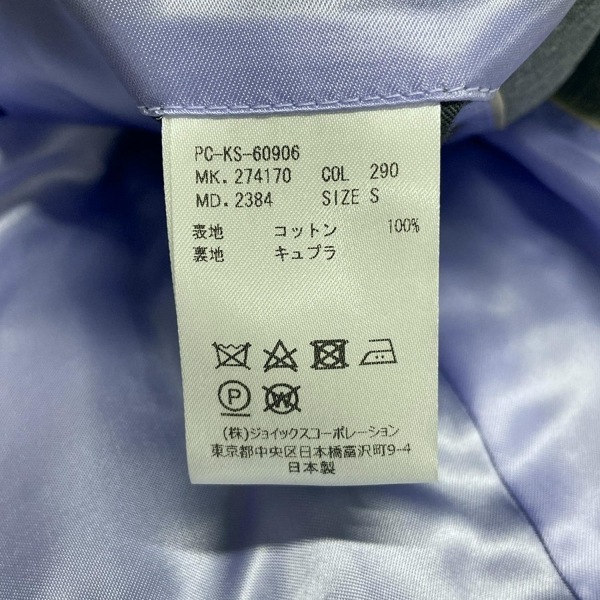 PC-KS-60906
MK. 274170 COL 290
MD. 2384 SIZE S
表地 コットン 100%
裏地 キュプラ
P W
(株)ジョイックスコーポレーション
東京都中央区日本橋富沢町9-4
日本製